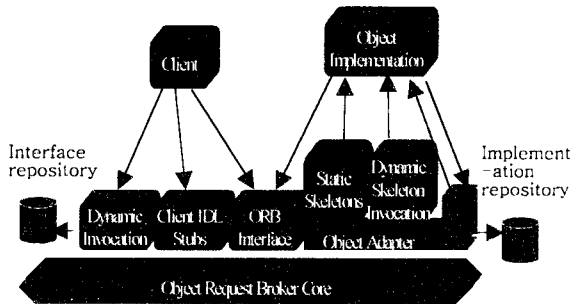 Client
Object
Implementation
Interface
repository
Implement
-ation
repository
Dynamic
Invocation
Client IDL
Stubs
ORB
Interface
Static
Skeletons
Dynamic
Skeleton
Invocation
Object Adapter
Object Request Broker Core